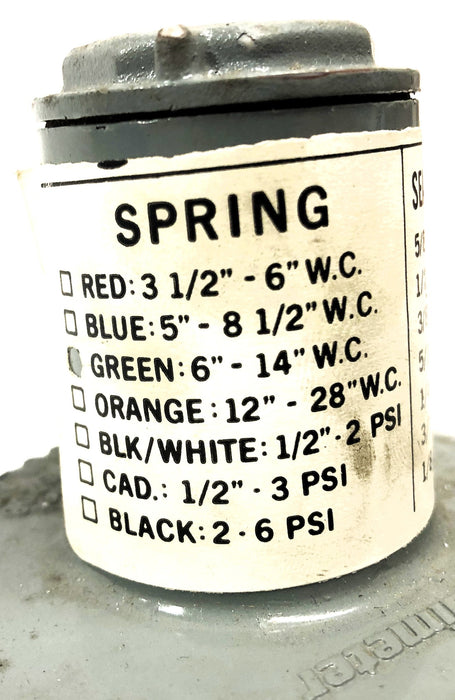 SPRING
RED: 3 1/2" - 6" W.C.
BLUE: 5" - 8 1/2" W.C.
GREEN: 6" - 14" W.C.
ORANGE: 12" - 28" W.C.
BLK/WHITE: 1/2" - 2 PSI
CAD.: 1/2" - 3 PSI
BLACK: 2 - 6 PSI